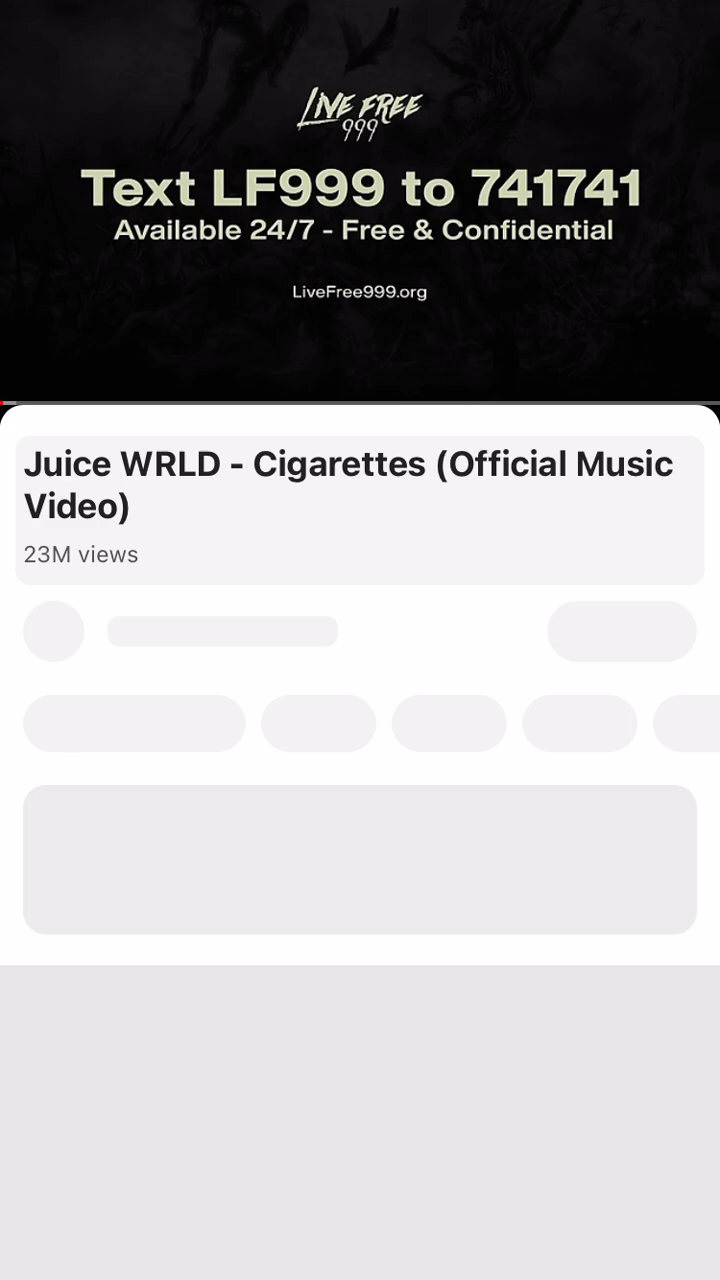 LIVE FREE
999
Text LF999 to 741741
Available 24/7 - Free & Confidential
LiveFree999.org
Juice WRLD - Cigarettes (Official Music
Video)
23M views